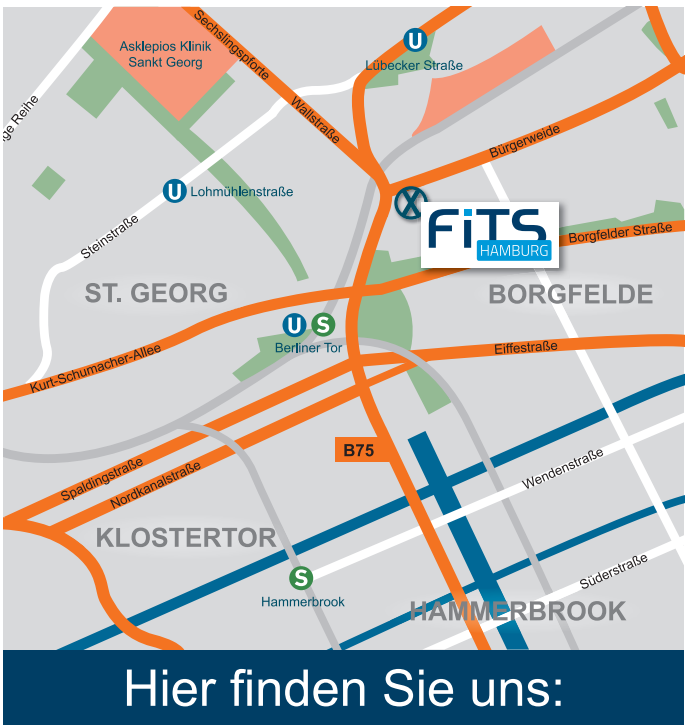 Asklepios Klinik
Sankt Georg
Sechslingspforte
U
Lübecker Straße
Wallstraße
ge Reihe
Bürgerweide
U Lohmühlenstraße
Steinstraße
X
FiTS
HAMBURG
Borgfelder Straße
ST. GEORG
BORGFELDE
U S
Berliner Tor
Eiffestraße
Kurt-Schumacher-Allee
B75
Spaldingstraße
Nordkanalstraße
Wendenstraße
KLOSTERTOR
S
Hammerbrook
Süderstraße
HAMMERBROOK
Hier finden Sie uns: